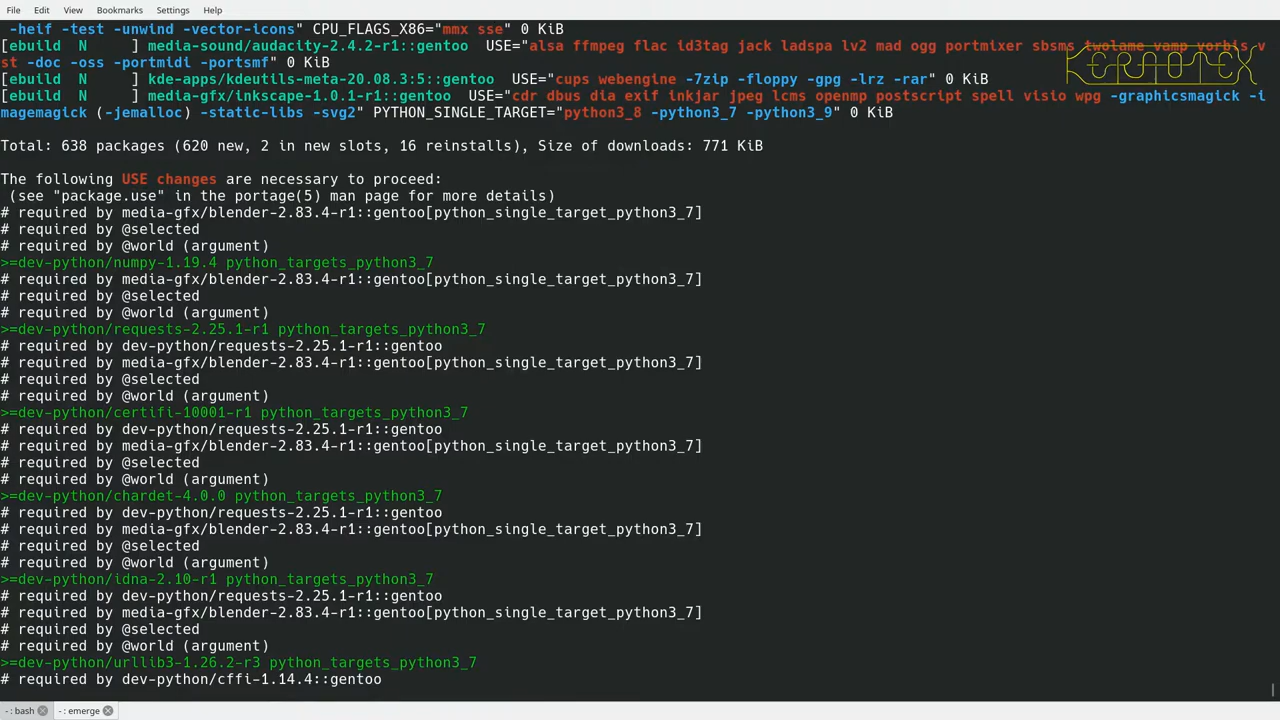 File Edit View Bookmarks Settings Help
-heif -test -unwind -vector-icons" CPU_FLAGS_X86="mmx sse" 0 KiB
[ebuild  N     ] media-sound/audacity-2.4.2-r1::gentoo  USE="alsa ffmpeg flac id3tag jack ladspa lv2 mad ogg portmixer sbsms twolame vamp vorbis v
st -doc -oss -portmidi -portsmf" 0 KiB
[ebuild  N     ] kde-apps/kdeutils-meta-20.08.3:5::gentoo  USE="cups webengine -7zip -floppy -gpg -lrz -rar" 0 KiB
[ebuild  N     ] media-gfx/inkscape-1.0.1-r1::gentoo  USE="cdr dbus dia exif inkjar jpeg lcms openmp postscript spell visio wpg -graphicsmagick -i
magemagick (-jemalloc) -static-libs -svg2" PYTHON_SINGLE_TARGET="python3_8 -python3_7 -python3_9" 0 KiB
Total: 638 packages (620 new, 2 in new slots, 16 reinstalls), Size of downloads: 771 KiB
The following USE changes are necessary to proceed:
(see "package.use" in the portage(5) man page for more details)
# required by media-gfx/blender-2.83.4-r1::gentoo[python_single_target_python3_7]
# required by @selected
# required by @world (argument)
>=dev-python/numpy-1.19.4 python_targets_python3_7
# required by media-gfx/blender-2.83.4-r1::gentoo[python_single_target_python3_7]
# required by @selected
# required by @world (argument)
>=dev-python/requests-2.25.1-r1 python_targets_python3_7
# required by dev-python/requests-2.25.1-r1::gentoo
# required by media-gfx/blender-2.83.4-r1::gentoo[python_single_target_python3_7]
# required by @selected
# required by @world (argument)
>=dev-python/certifi-10001-r1 python_targets_python3_7
# required by dev-python/requests-2.25.1-r1::gentoo
# required by media-gfx/blender-2.83.4-r1::gentoo[python_single_target_python3_7]
# required by @selected
# required by @world (argument)
>=dev-python/chardet-4.0.0 python_targets_python3_7
# required by dev-python/requests-2.25.1-r1::gentoo
# required by media-gfx/blender-2.83.4-r1::gentoo[python_single_target_python3_7]
# required by @selected
# required by @world (argument)
>=dev-python/idna-2.10-r1 python_targets_python3_7
# required by dev-python/requests-2.25.1-r1::gentoo
# required by media-gfx/blender-2.83.4-r1::gentoo[python_single_target_python3_7]
# required by @selected
# required by @world (argument)
>=dev-python/urllib3-1.26.2-r3 python_targets_python3_7
# required by dev-python/cffi-1.14.4::gentoo
- : bash - : emerge